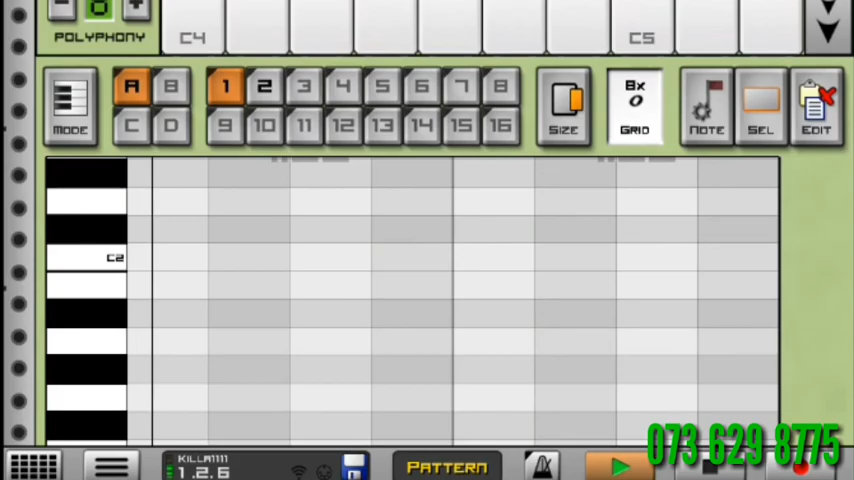 - 8 +
POLYPHONY
C4
C5
MODE
A B
C D
1 2 3 4 5 6 7 8
9 10 11 12 13 14 15 16
SIZE
8x
GRID
NOTE
SEL
EDIT
C2
073 629 8775
KILLA1111
1.2.6
PATTERN